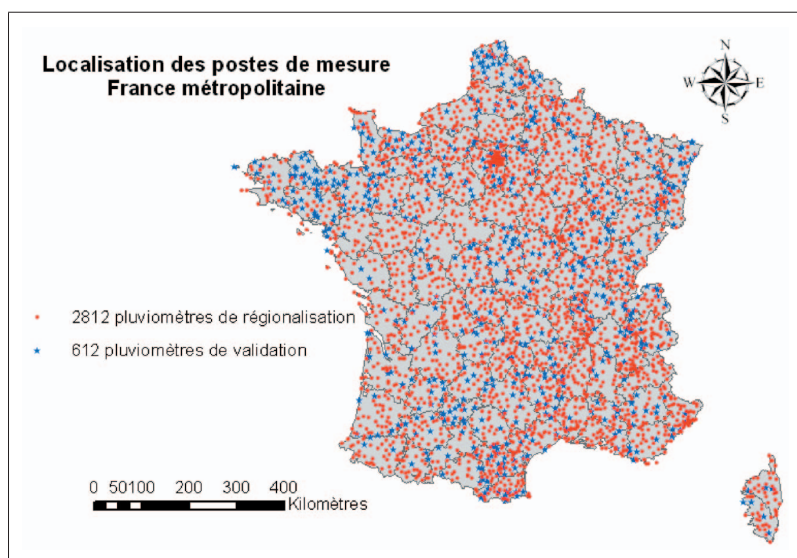 Localisation des postes de mesure
France métropolitaine
N
W E
S
2812 pluviomètres de régionalisation
612 pluviomètres de validation
0 50100 200 300 400
Kilomètres